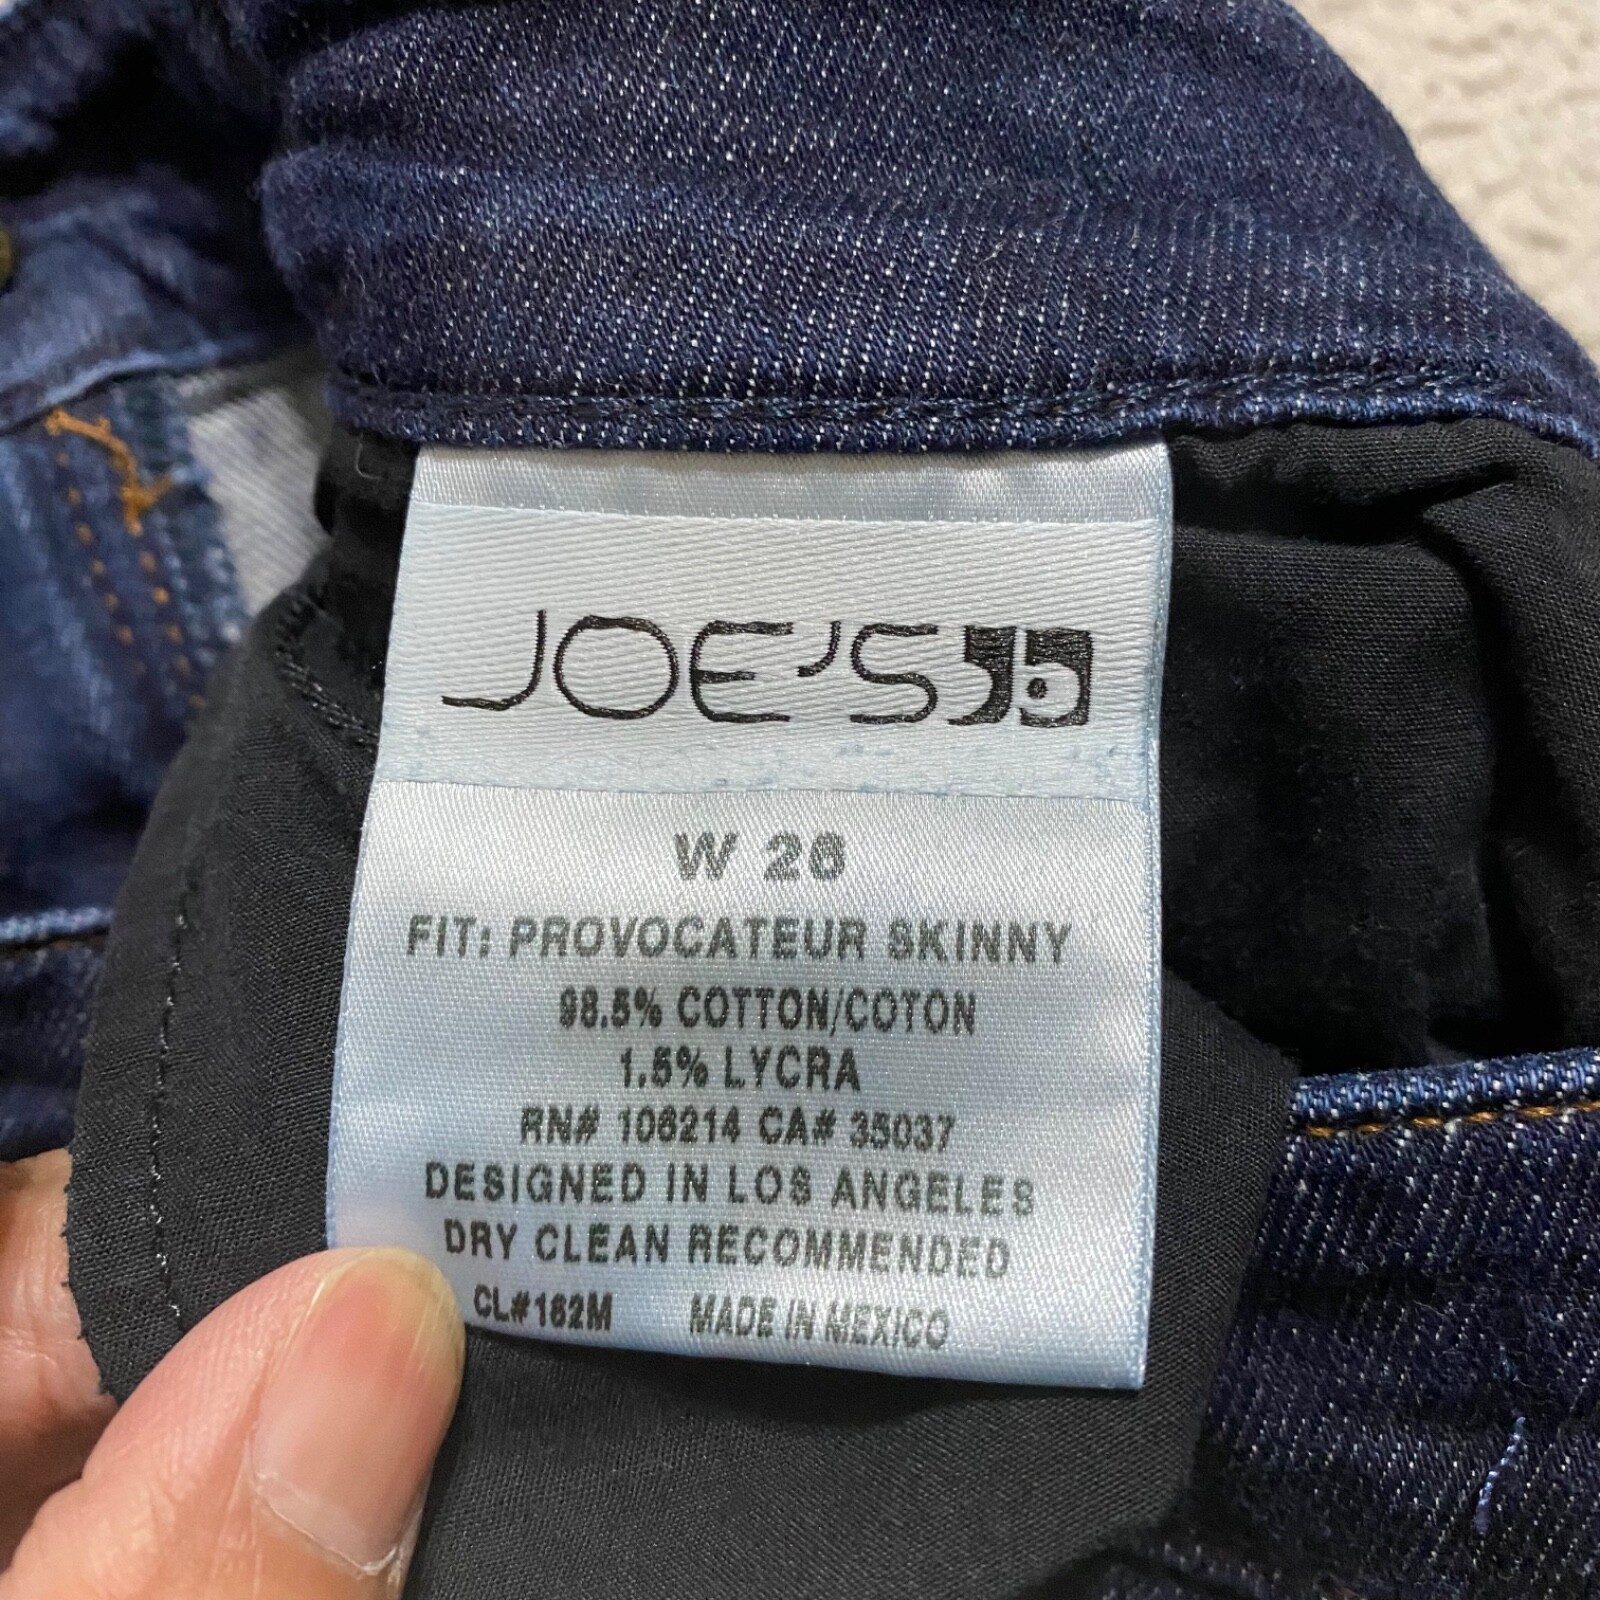 JOE'S
W 26
FIT: PROVOCATEUR SKINNY
98.5% COTTON/COTON
1.5% LYCRA
RN# 106214 CA# 35037
DESIGNED IN LOS ANGELES
DRY CLEAN RECOMMENDED
CL#162M MADE IN MEXICO